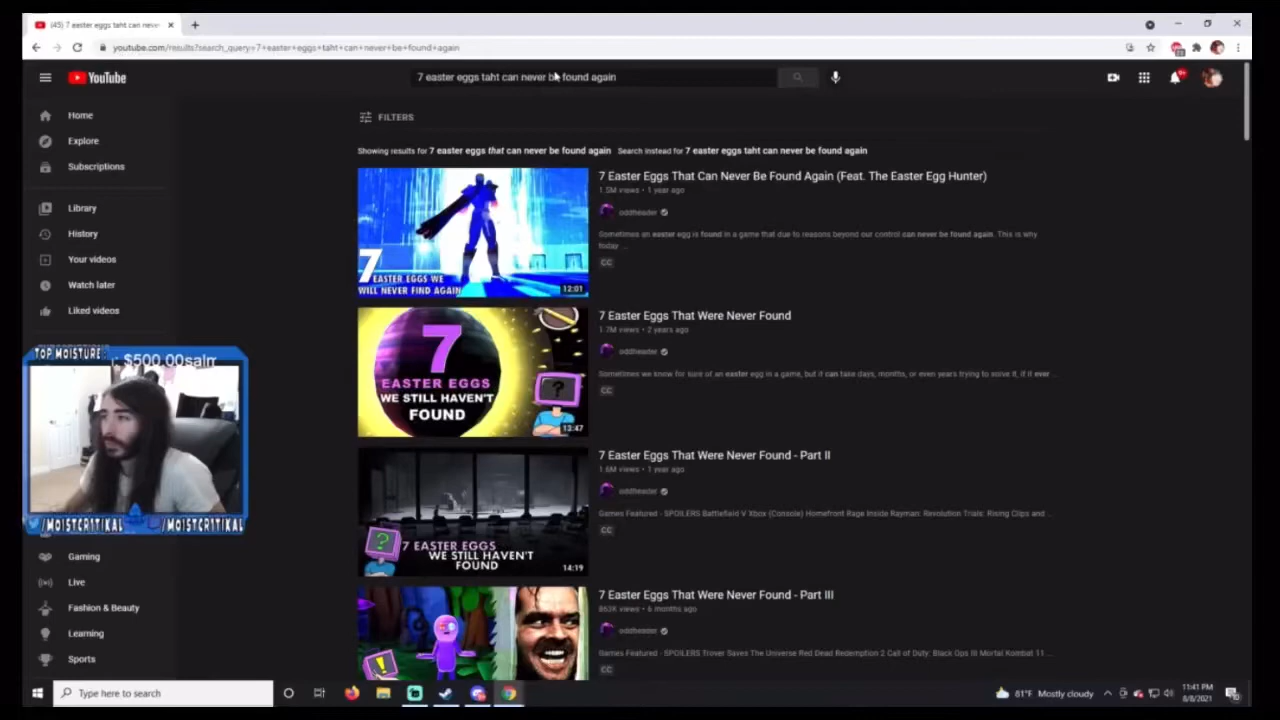 (45) 7 easter eggs taht can neve
youtube.com/results?search_query=7+easter+eggs+taht+can+never+be+found+again
YouTube
7 easter eggs taht can never be found again
9+
Home
Explore
Subscriptions
Library
History
Your videos
Watch later
Liked videos
Gaming
Live
Fashion & Beauty
Learning
Sports
TOP MOISTURE:
$500.00
/MOISTCR1TIKAL /MOISTCR1TIKAL
FILTERS
Showing results for 7 easter eggs that can never be found again Search instead for 7 easter eggs taht can never be found again
7 EASTER EGGS WE
WILL NEVER FIND AGAIN
12:01
7 Easter Eggs That Can Never Be Found Again (Feat. The Easter Egg Hunter)
1.5M views • 1 year ago
oddheader
Sometimes an easter egg is found in a game that due to reasons beyond our control can never be found again. This is why
today ...
CC
7
EASTER EGGS
WE STILL HAVEN'T
FOUND
13:47
7 Easter Eggs That Were Never Found
1.7M views • 2 years ago
oddheader
Sometimes we know for sure of an easter egg in a game, but it can take days, months, or even years trying to solve it, if it ever ...
CC
7 EASTER EGGS
WE STILL HAVEN'T
FOUND
14:19
7 Easter Eggs That Were Never Found - Part II
1.6M views • 1 year ago
oddheader
Games Featured - SPOILERS Battlefield V Xbox (Console) Homefront Rage Inside Rayman: Revolution Trials: Rising Clips and ...
CC
7 Easter Eggs That Were Never Found - Part III
863K views • 6 months ago
oddheader
Games Featured - SPOILERS Trover Saves The Universe Red Dead Redemption 2 Call of Duty: Black Ops III Mortal Kombat 11 ...
CC
Type here to search
81°F Mostly cloudy
11:41 PM
8/8/2021